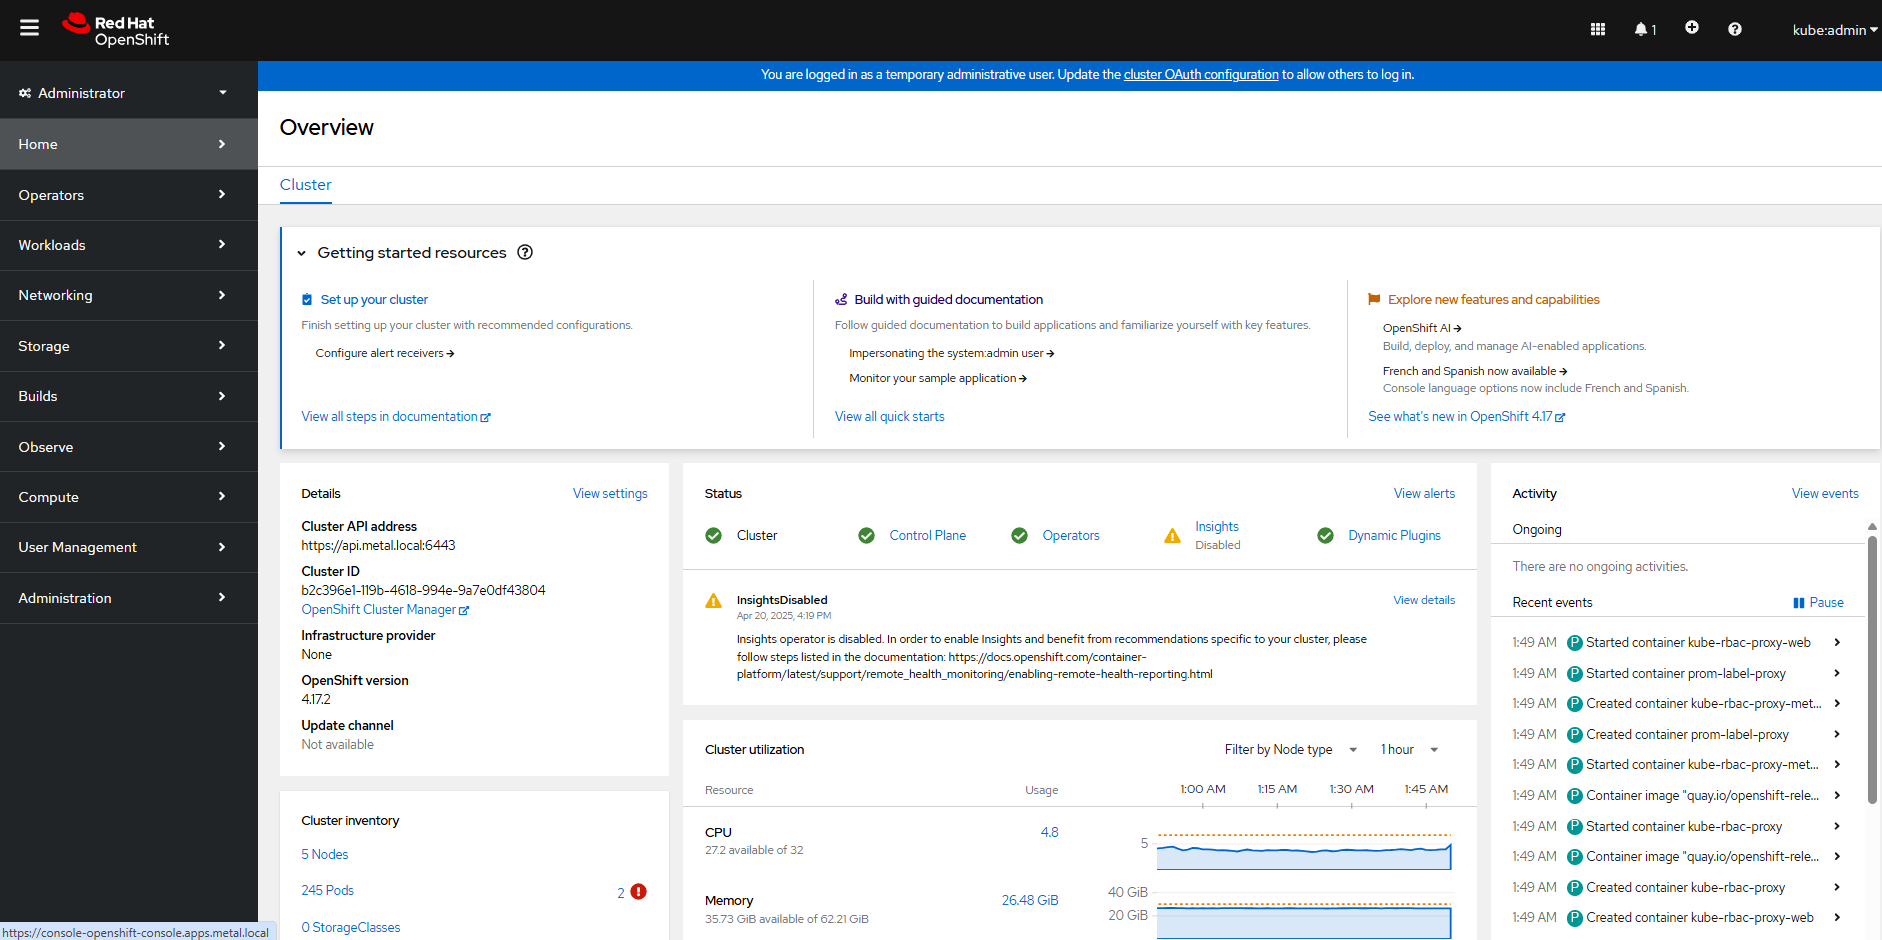 Red Hat
OpenShift
1
kube:admin
You are logged in as a temporary administrative user. Update the cluster OAuth configuration to allow others to log in.
Administrator
Home
Operators
Workloads
Networking
Storage
Builds
Observe
Compute
User Management
Administration
Overview
Cluster
Getting started resources
Set up your cluster
Finish setting up your cluster with recommended configurations.
Configure alert receivers
View all steps in documentation
Build with guided documentation
Follow guided documentation to build applications and familiarize yourself with key features.
Impersonating the system:admin user
Monitor your sample application
View all quick starts
Explore new features and capabilities
OpenShift AI
Build, deploy, and manage AI-enabled applications.
French and Spanish now available
Console language options now include French and Spanish.
See what's new in OpenShift 4.17
Details
View settings
Cluster API address
https://api.metal.local:6443
Cluster ID
b2c396e1-119b-4618-994e-9a7e0df43804
OpenShift Cluster Manager
Infrastructure provider
None
OpenShift version
4.17.2
Update channel
Not available
Cluster inventory
5 Nodes
245 Pods
2
0 StorageClasses
Status
View alerts
Cluster
Control Plane
Operators
Insights
Disabled
Dynamic Plugins
InsightsDisabled
View details
Apr 20, 2025, 4:19 PM
Insights operator is disabled. In order to enable Insights and benefit from recommendations specific to your cluster, please
follow steps listed in the documentation: https://docs.openshift.com/container-
platform/latest/support/remote_health_monitoring/enabling-remote-health-reporting.html
Cluster utilization
Filter by Node type
1 hour
Resource
Usage
1:00 AM
1:15 AM
1:30 AM
1:45 AM
CPU
4.8
27.2 available of 32
5
Memory
26.48 GiB
35.73 GiB available of 62.21 GiB
40 GiB
20 GiB
Activity
View events
Ongoing
There are no ongoing activities.
Recent events
Pause
1:49 AM P Started container kube-rbac-proxy-web
1:49 AM P Started container prom-label-proxy
1:49 AM P Created container kube-rbac-proxy-met...
1:49 AM P Created container prom-label-proxy
1:49 AM P Started container kube-rbac-proxy-met...
1:49 AM P Container image "quay.io/openshift-rele...
1:49 AM P Started container kube-rbac-proxy
1:49 AM P Container image "quay.io/openshift-rele...
1:49 AM P Created container kube-rbac-proxy
1:49 AM P Created container kube-rbac-proxy-web
https://console-openshift-console.apps.metal.local